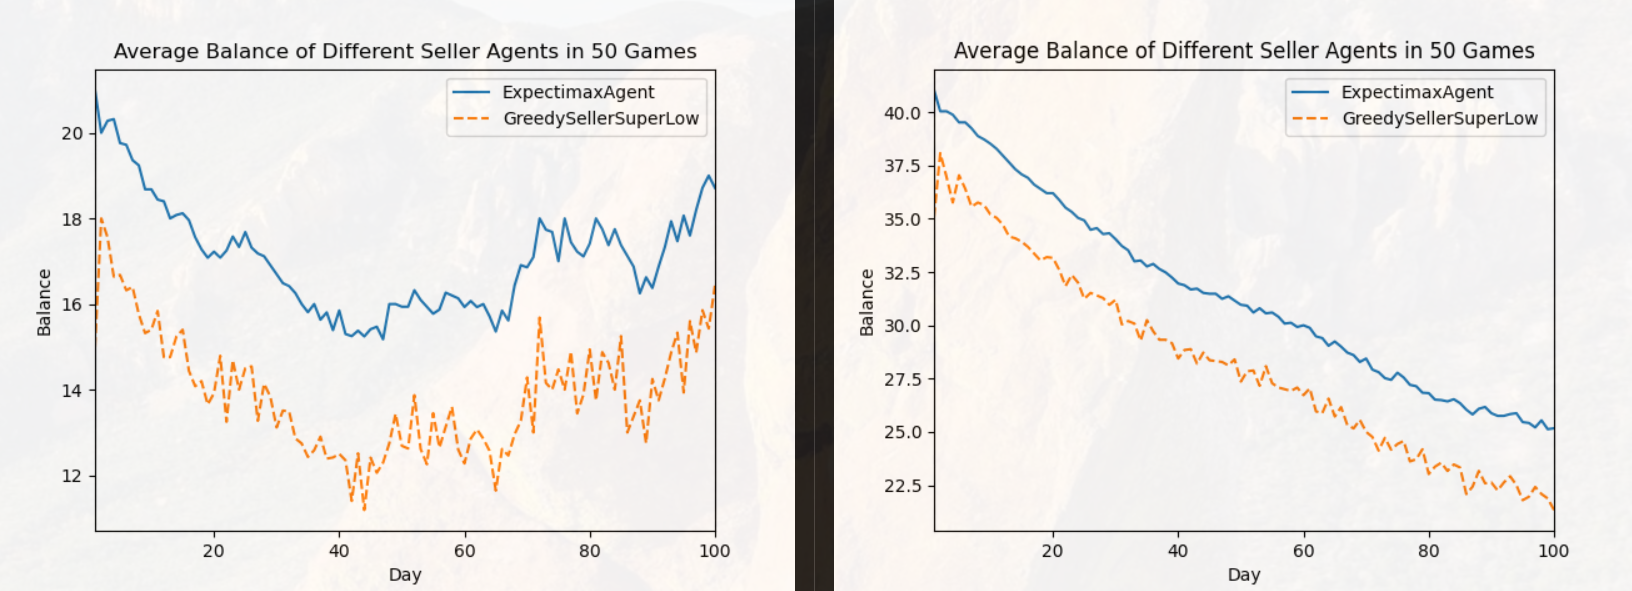 Average Balance of Different Seller Agents in 50 Games
ExpectimaxAgent
GreedySellerSuperLow
20
18
16
14
12
Balance
20 40 60 80 100
Day
Average Balance of Different Seller Agents in 50 Games
ExpectimaxAgent
GreedySellerSuperLow
40.0
37.5
35.0
32.5
30.0
27.5
25.0
22.5
Balance
20 40 60 80 100
Day